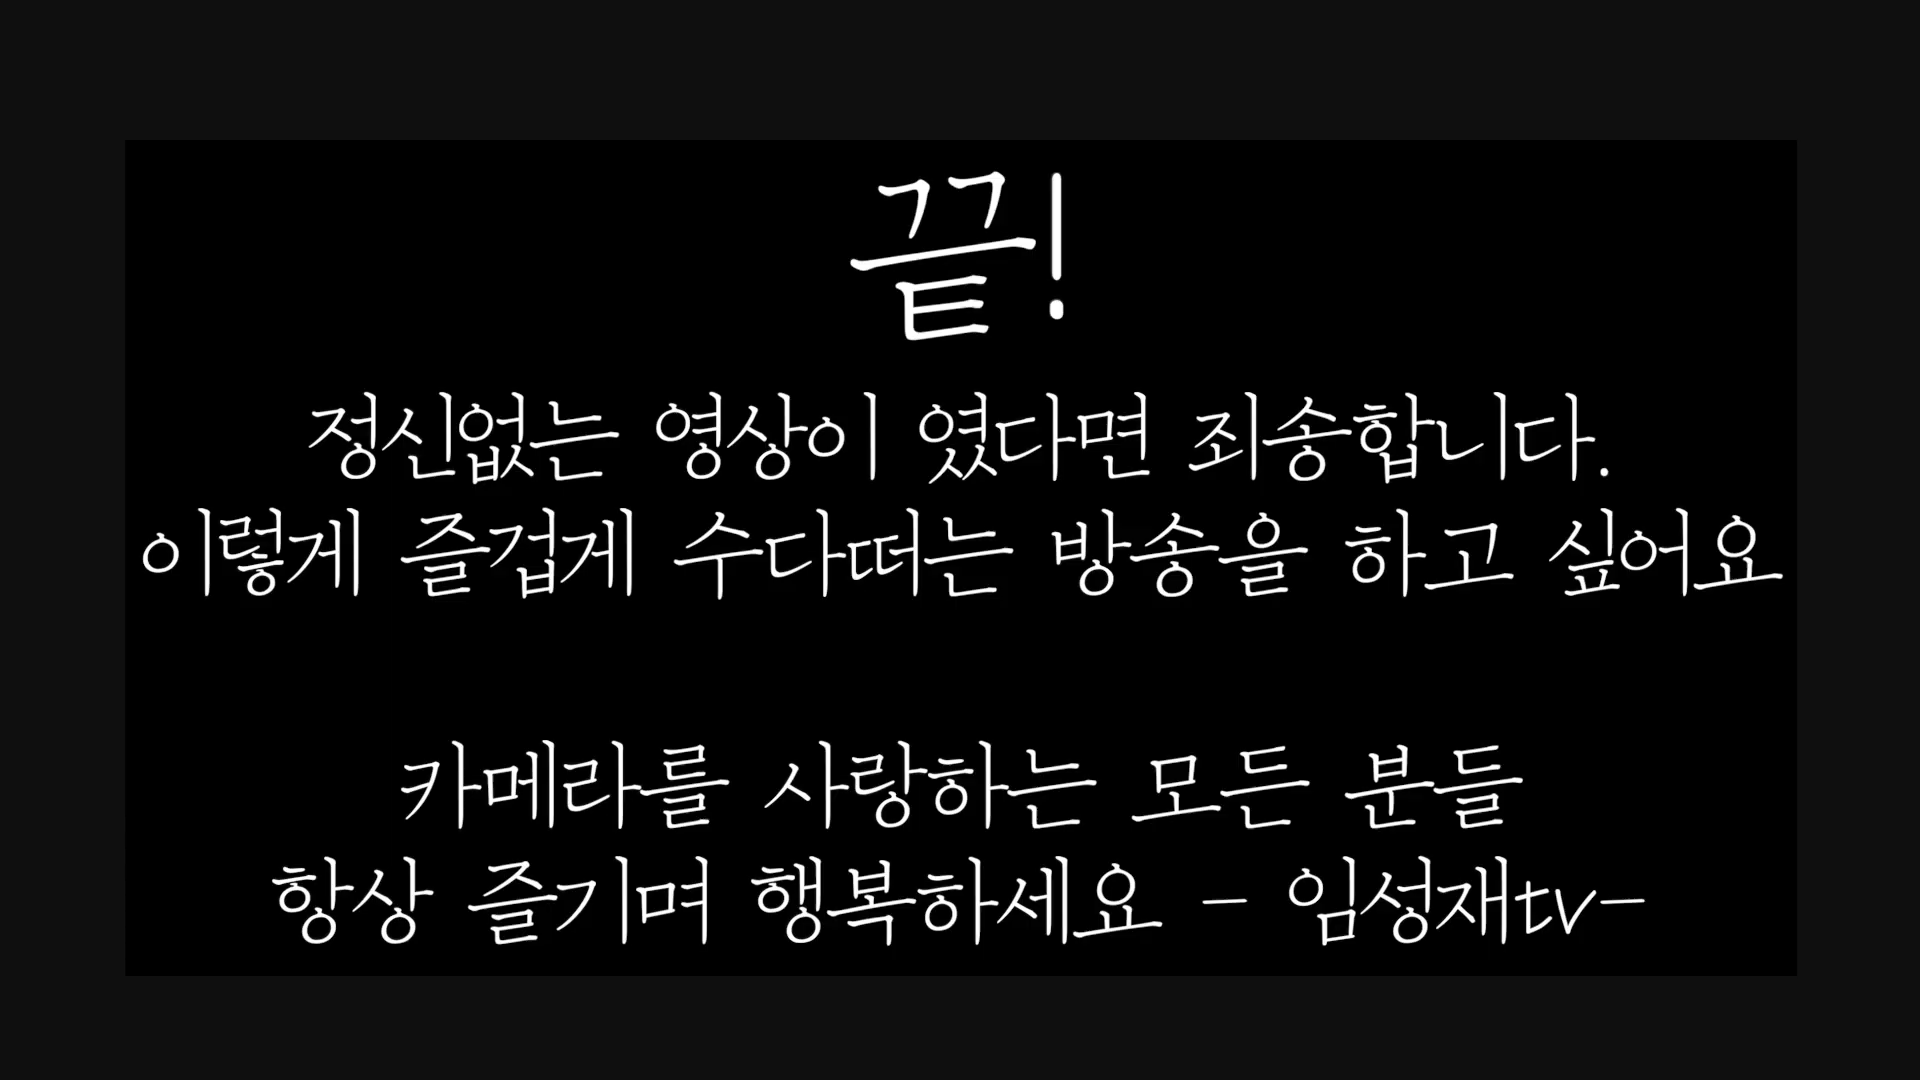 끝!
정신없는 영상이 였다면 죄송합니다.
이렇게 즐겁게 수다떠는 방송을 하고 싶어요
카메라를 사랑하는 모든 분들
항상 즐기며 행복하세요 - 임성재tv-